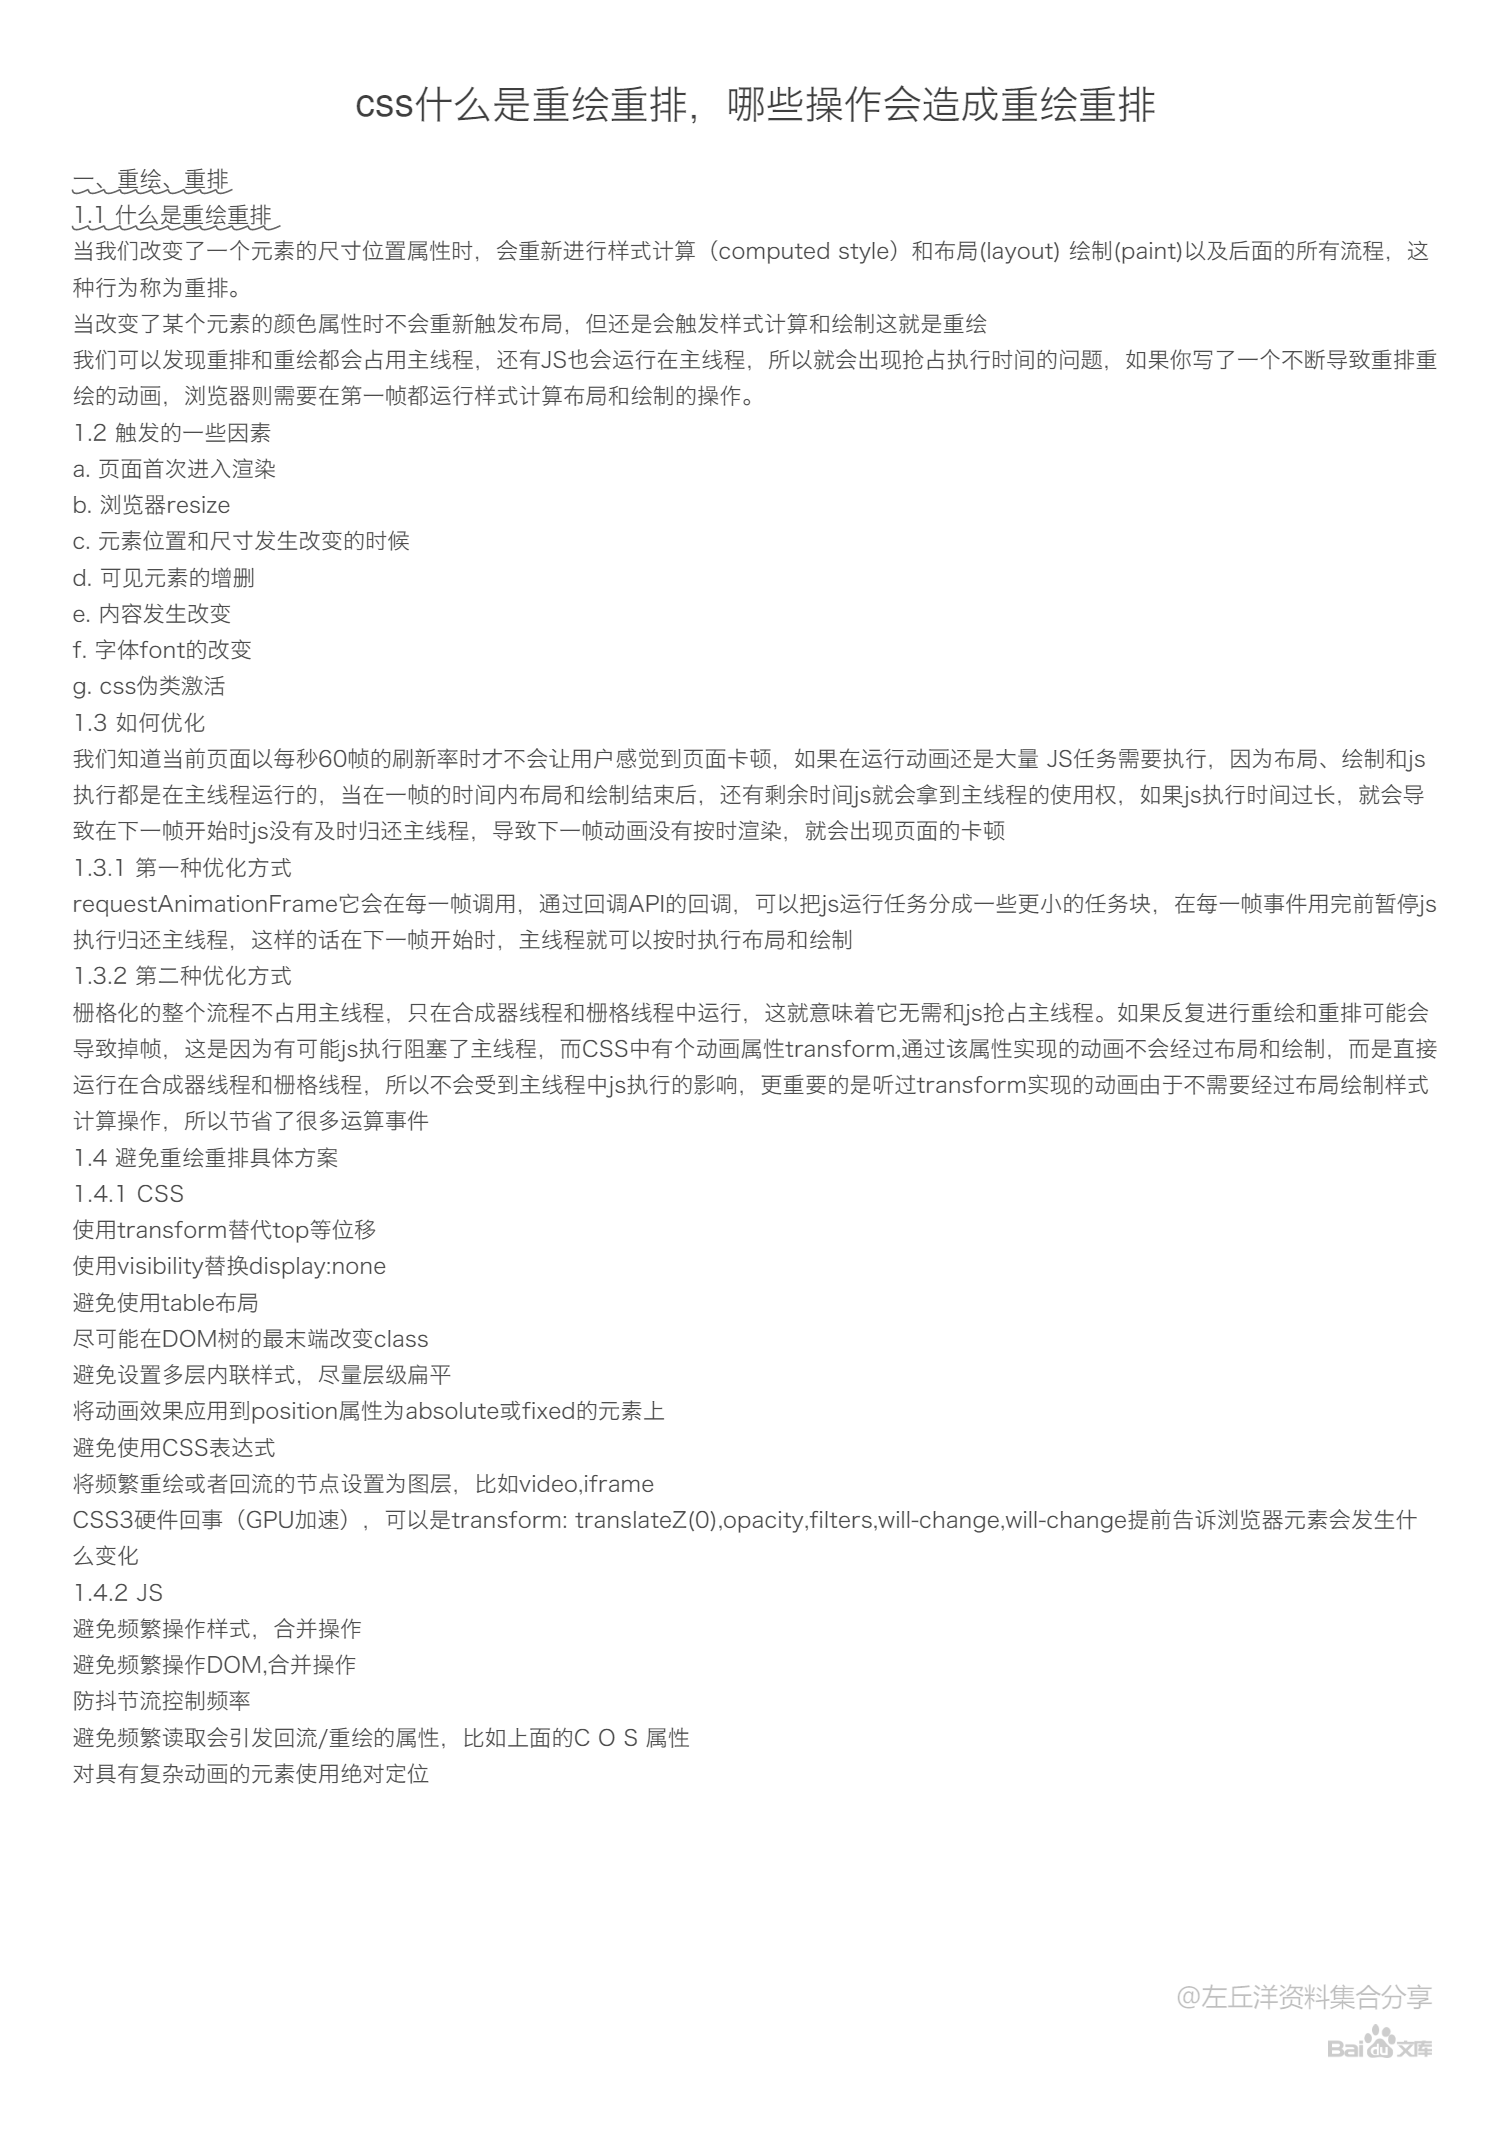 css什么是重绘重排，哪些操作会造成重绘重排
一、重绘、重排
1.1 什么是重绘重排
当我们改变了一个元素的尺寸位置属性时，会重新进行样式计算（computed style）和布局(layout) 绘制(paint)以及后面的所有流程，这
种行为称为重排。
当改变了某个元素的颜色属性时不会重新触发布局，但还是会触发样式计算和绘制这就是重绘
我们可以发现重排和重绘都会占用主线程，还有JS也会运行在主线程，所以就会出现抢占执行时间的问题，如果你写了一个不断导致重排重
绘的动画，浏览器则需要在第一帧都运行样式计算布局和绘制的操作。
1.2 触发的一些因素
a. 页面首次进入渲染
b. 浏览器resize
c. 元素位置和尺寸发生改变的时候
d. 可见元素的增删
e. 内容发生改变
f. 字体font的改变
g. css伪类激活
1.3 如何优化
我们知道当前页面以每秒60帧的刷新率时才不会让用户感觉到页面卡顿，如果在运行动画还是大量 JS任务需要执行，因为布局、绘制和js
执行都是在主线程运行的，当在一帧的时间内布局和绘制结束后，还有剩余时间js就会拿到主线程的使用权，如果js执行时间过长，就会导
致在下一帧开始时js没有及时归还主线程，导致下一帧动画没有按时渲染，就会出现页面的卡顿
1.3.1 第一种优化方式
requestAnimationFrame它会在每一帧调用，通过回调API的回调，可以把js运行任务分成一些更小的任务块，在每一帧事件用完前暂停js
执行归还主线程，这样的话在下一帧开始时，主线程就可以按时执行布局和绘制
1.3.2 第二种优化方式
栅格化的整个流程不占用主线程，只在合成器线程和栅格线程中运行，这就意味着它无需和js抢占主线程。如果反复进行重绘和重排可能会
导致掉帧，这是因为有可能js执行阻塞了主线程，而CSS中有个动画属性transform,通过该属性实现的动画不会经过布局和绘制，而是直接
运行在合成器线程和栅格线程，所以不会受到主线程中js执行的影响，更重要的是听过transform实现的动画由于不需要经过布局绘制样式
计算操作，所以节省了很多运算事件
1.4 避免重绘重排具体方案
1.4.1 CSS
使用transform替代top等位移
使用visibility替换display:none
避免使用table布局
尽可能在DOM树的最末端改变class
避免设置多层内联样式，尽量层级扁平
将动画效果应用到position属性为absolute或fixed的元素上
避免使用CSS表达式
将频繁重绘或者回流的节点设置为图层，比如video,iframe
CSS3硬件回事（GPU加速），可以是transform: translateZ(0),opacity,filters,will-change,will-change提前告诉浏览器元素会发生什
么变化
1.4.2 JS
避免频繁操作样式，合并操作
避免频繁操作DOM,合并操作
防抖节流控制频率
避免频繁读取会引发回流/重绘的属性，比如上面的C O S 属性
对具有复杂动画的元素使用绝对定位
@左丘洋资料集合分享
Baidu文库